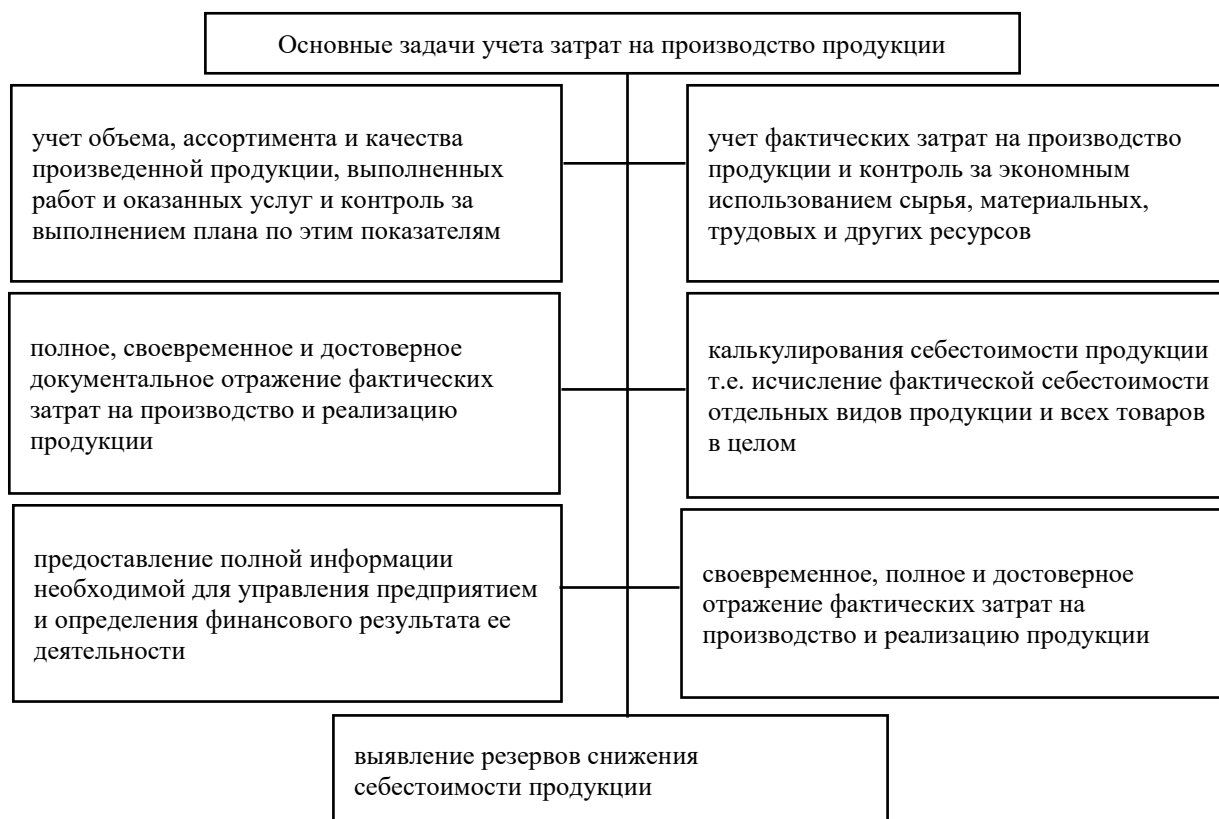 Основные задачи учета затрат на производство продукции
учет объема, ассортимента и качества
произведенной продукции, выполненных
работ и оказанных услуг и контроль за
выполнением плана по этим показателям
учет фактических затрат на производство
продукции и контроль за экономным
использованием сырья, материальных,
трудовых и других ресурсов
полное, своевременное и достоверное
документальное отражение фактических
затрат на производство и реализацию
продукции
калькулирования себестоимости продукции
т.е. исчисление фактической себестоимости
отдельных видов продукции и всех товаров
в целом
предоставление полной информации
необходимой для управления предприятием
и определения финансового результата ее
деятельности
своевременное, полное и достоверное
отражение фактических затрат на
производство и реализацию продукции
выявление резервов снижения
себестоимости продукции